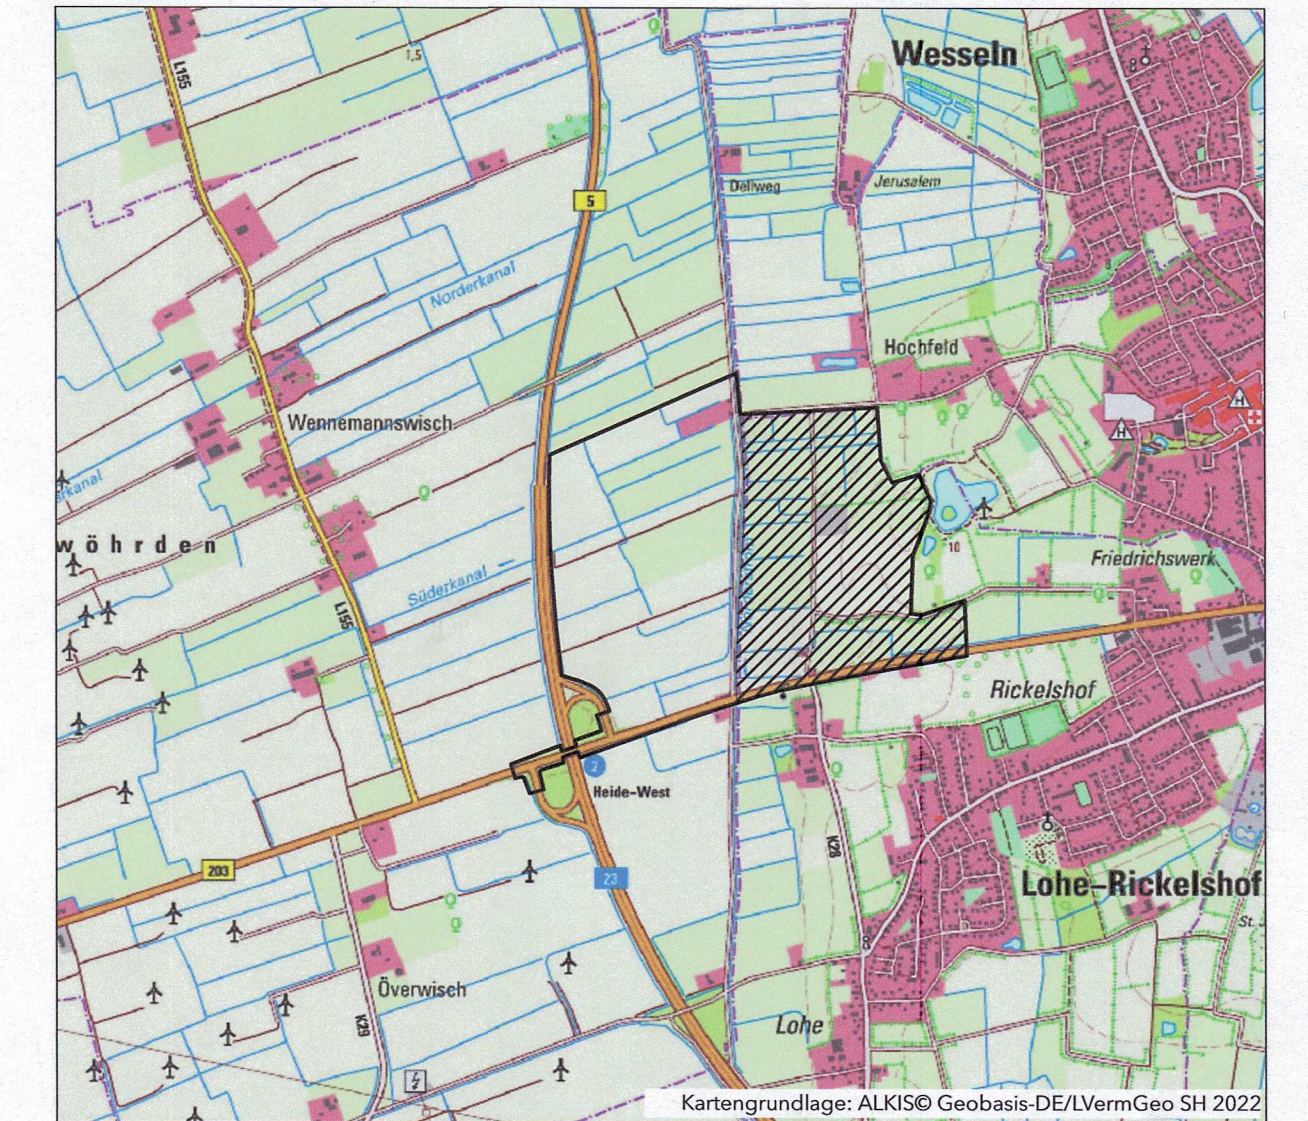 L155
1,5
Wesseln
Dellweg
Jerusalem
5
Norderkanal
Hochfeld
Wennemannswisch
H
H
rkanal
wöhrden
Friedrichswerk
10
Süderkanal
L155
Rickelshof
2
Heide-West
K28
203
23
Lohe-Rickelshof
St.
Överwisch
K29
Lohe
Kartengrundlage: ALKIS© Geobasis-DE/LVermGeo SH 2022